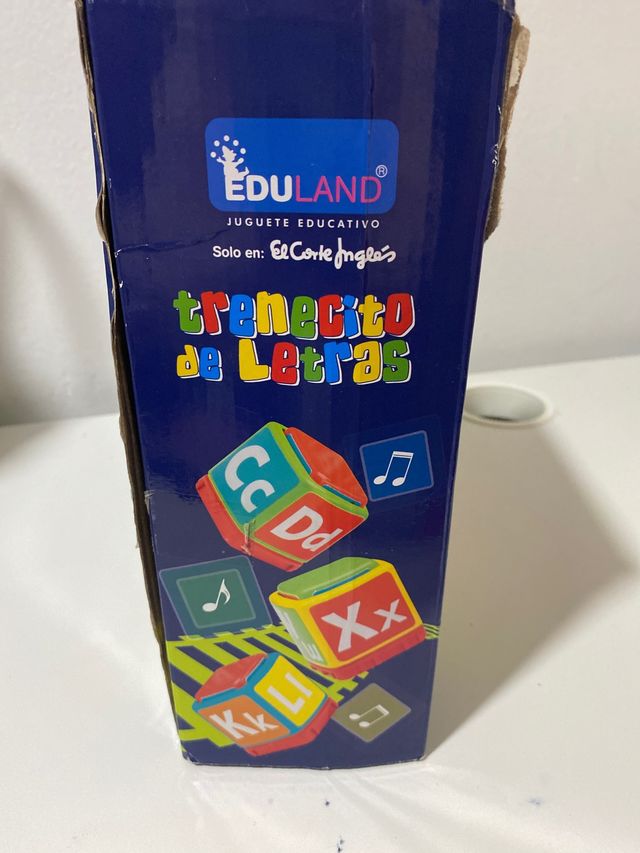 EDULAND®
JUGUETE EDUCATIVO
Solo en: El Corte Inglés
trenecito
de Letras
Cc
Dd
Xx
Kk
Ll